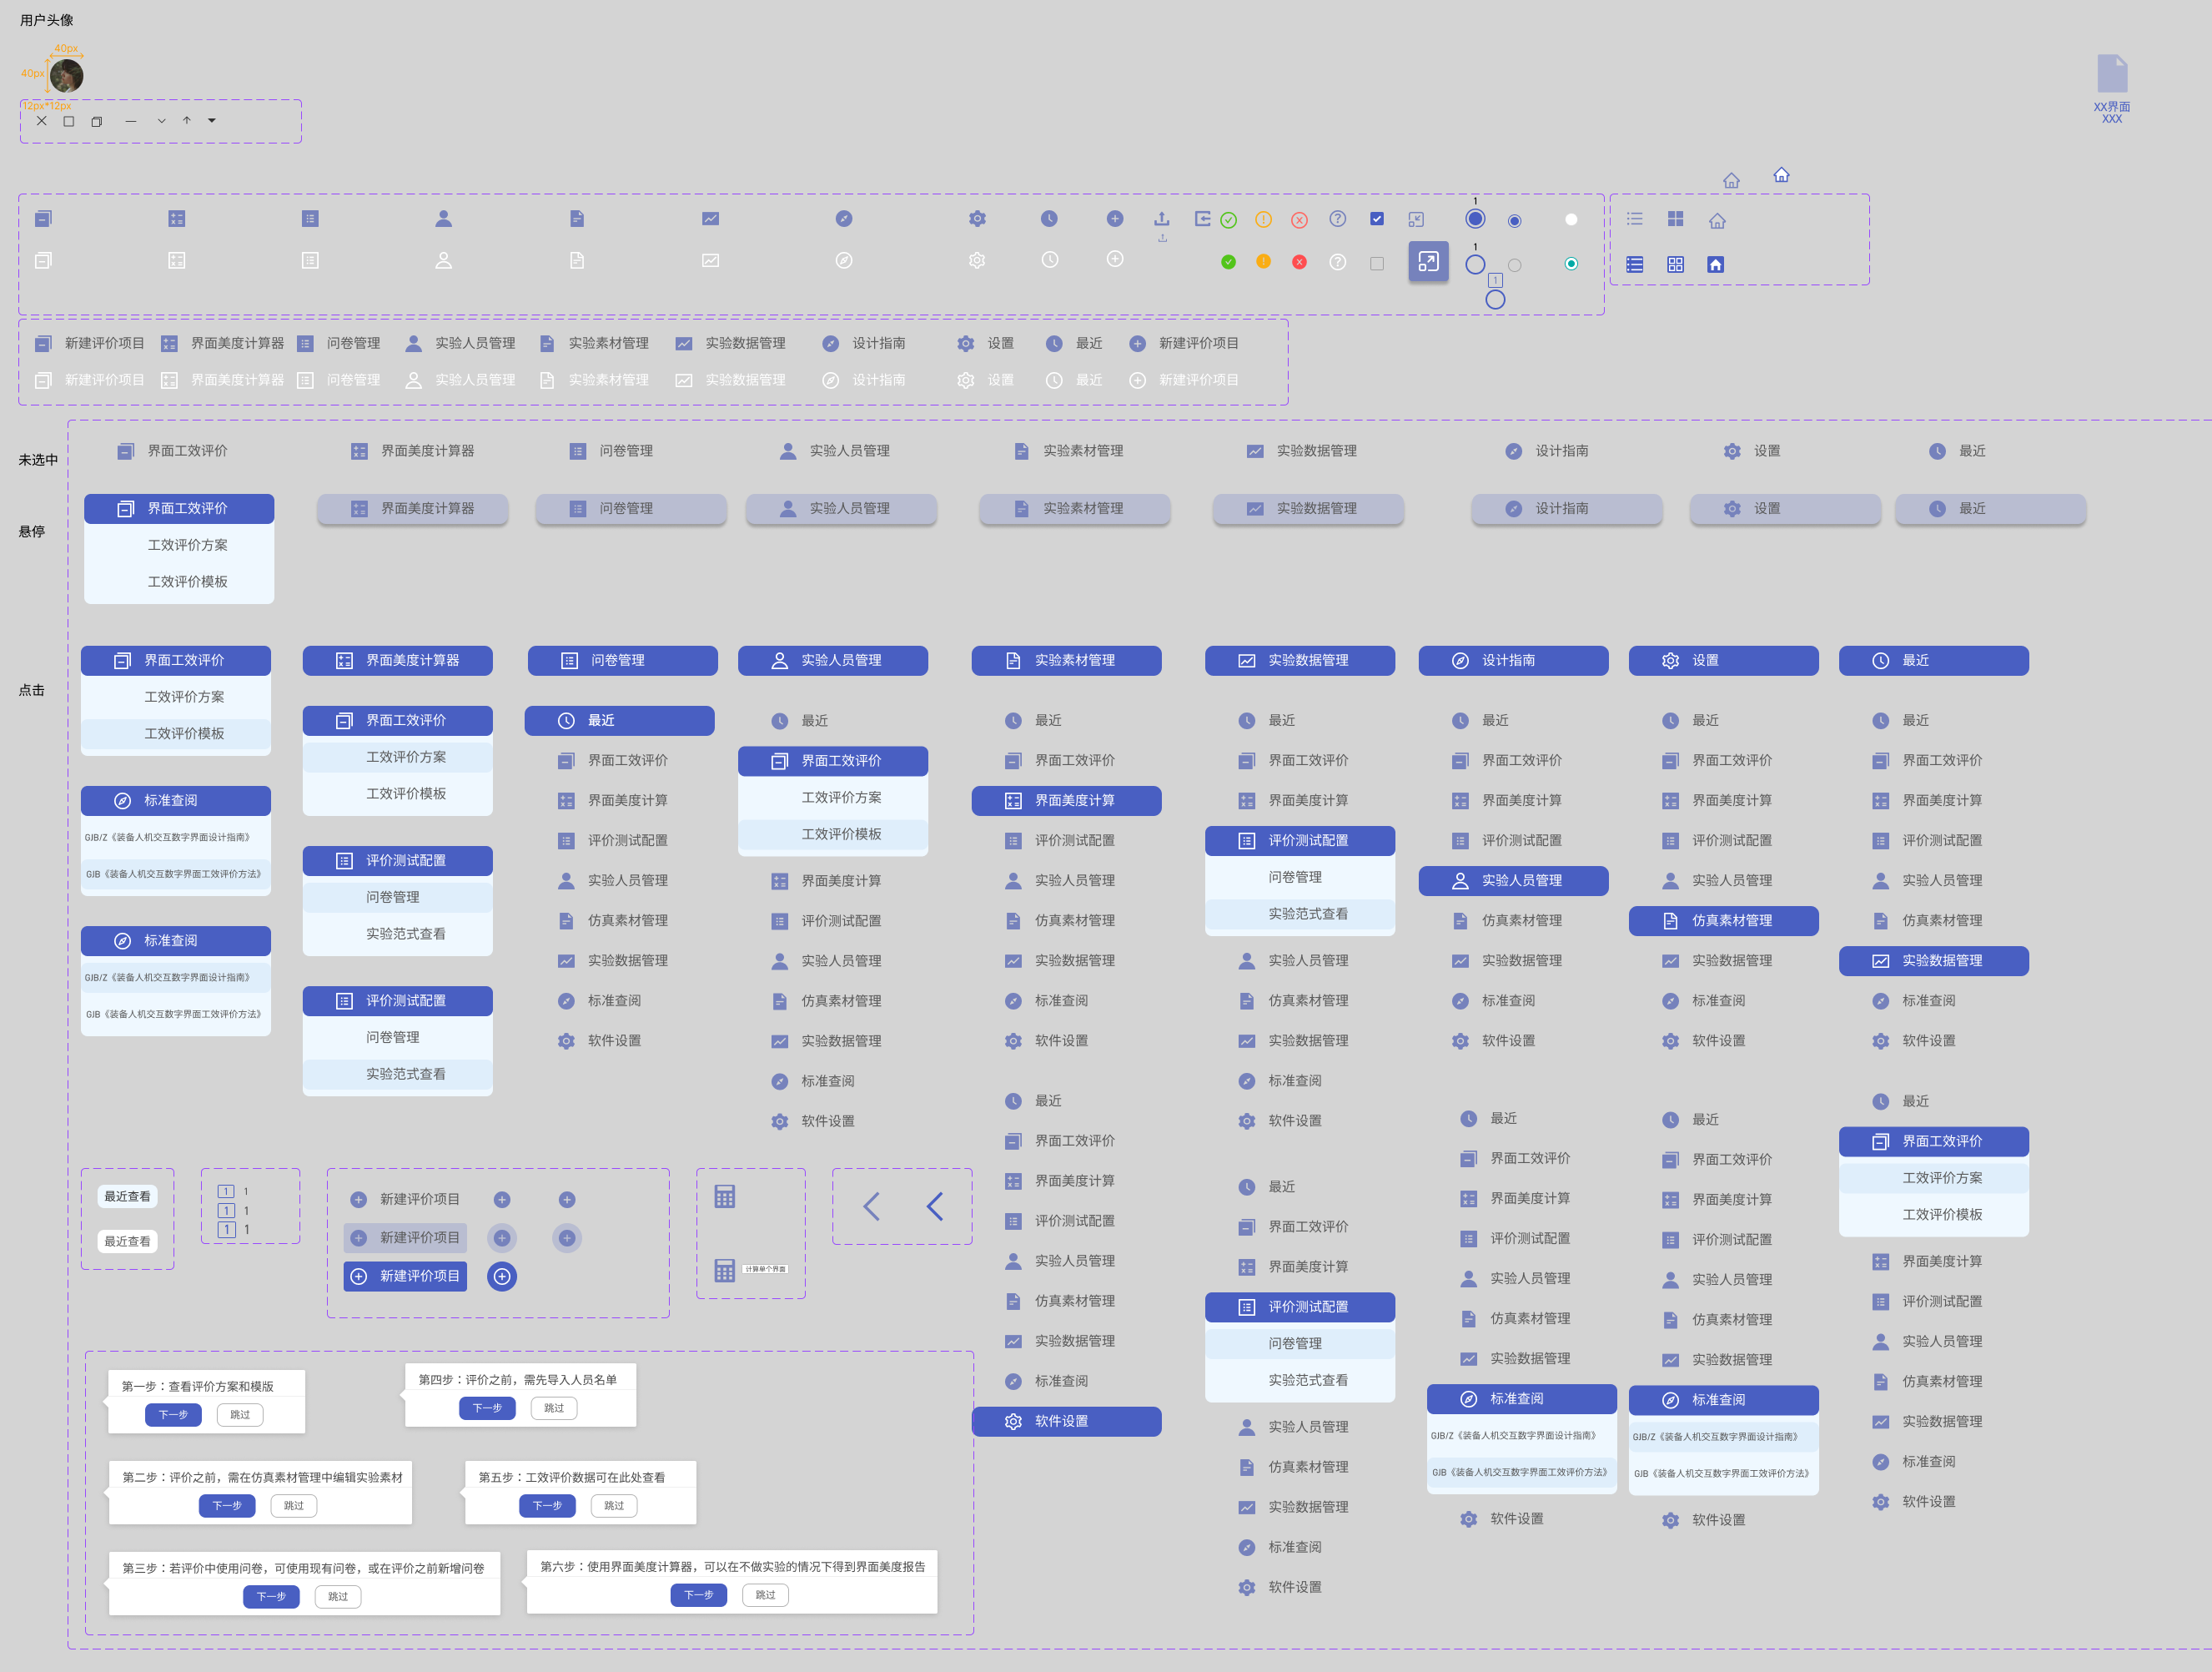 用户头像
40px
40px
12px*12px
XX界面
XXX
1
1
1
新建评价项目
界面美度计算器
问卷管理
实验人员管理
实验素材管理
实验数据管理
设计指南
设置
最近
新建评价项目
新建评价项目
界面美度计算器
问卷管理
实验人员管理
实验素材管理
实验数据管理
设计指南
设置
最近
新建评价项目
未选中
界面工效评价
界面美度计算器
问卷管理
实验人员管理
实验素材管理
实验数据管理
设计指南
设置
最近
悬停
界面工效评价
工效评价方案
工效评价模板
界面美度计算器
问卷管理
实验人员管理
实验素材管理
实验数据管理
设计指南
设置
最近
点击
界面工效评价
工效评价方案
工效评价模板
标准查阅
GJB/Z《装备人机交互数字界面设计指南》
GJB《装备人机交互数字界面工效评价方法》
标准查阅
GJB/Z《装备人机交互数字界面设计指南》
GJB《装备人机交互数字界面工效评价方法》
界面美度计算器
界面工效评价
工效评价方案
工效评价模板
评价测试配置
问卷管理
实验范式查看
评价测试配置
问卷管理
实验范式查看
问卷管理
最近
界面工效评价
界面美度计算
评价测试配置
实验人员管理
仿真素材管理
实验数据管理
标准查阅
软件设置
实验人员管理
最近
界面工效评价
工效评价方案
工效评价模板
界面美度计算
评价测试配置
实验人员管理
仿真素材管理
实验数据管理
标准查阅
软件设置
实验素材管理
最近
界面工效评价
界面美度计算
评价测试配置
实验人员管理
仿真素材管理
实验数据管理
标准查阅
软件设置
最近
界面工效评价
界面美度计算
评价测试配置
实验人员管理
仿真素材管理
实验数据管理
标准查阅
软件设置
实验数据管理
最近
界面工效评价
界面美度计算
评价测试配置
问卷管理
实验范式查看
实验人员管理
仿真素材管理
实验数据管理
标准查阅
软件设置
最近
界面工效评价
界面美度计算
评价测试配置
问卷管理
实验范式查看
实验人员管理
仿真素材管理
实验数据管理
标准查阅
软件设置
设计指南
最近
界面工效评价
界面美度计算
评价测试配置
实验人员管理
仿真素材管理
实验数据管理
标准查阅
软件设置
最近
界面工效评价
界面美度计算
评价测试配置
实验人员管理
仿真素材管理
实验数据管理
标准查阅
GJB/Z《装备人机交互数字界面设计指南》
GJB《装备人机交互数字界面工效评价方法》
软件设置
设置
最近
界面工效评价
界面美度计算
评价测试配置
实验人员管理
仿真素材管理
实验数据管理
标准查阅
软件设置
最近
界面工效评价
界面美度计算
评价测试配置
实验人员管理
仿真素材管理
实验数据管理
标准查阅
GJB/Z《装备人机交互数字界面设计指南》
GJB《装备人机交互数字界面工效评价方法》
软件设置
最近
最近
界面工效评价
界面美度计算
评价测试配置
实验人员管理
仿真素材管理
实验数据管理
标准查阅
软件设置
最近
界面工效评价
工效评价方案
工效评价模板
界面美度计算
评价测试配置
实验人员管理
仿真素材管理
实验数据管理
标准查阅
软件设置
最近查看
最近查看
1 1
1 1
1 1
新建评价项目
新建评价项目
新建评价项目
计算单个界面
第一步：查看评价方案和模版
下一步 跳过
第二步：评价之前，需在仿真素材管理中编辑实验素材
下一步 跳过
第三步：若评价中使用问卷，可使用现有问卷，或在评价之前新增问卷
下一步 跳过
第四步：评价之前，需先导入人员名单
下一步 跳过
第五步：工效评价数据可在此处查看
下一步 跳过
第六步：使用界面美度计算器，可以在不做实验的情况下得到界面美度报告
下一步 跳过